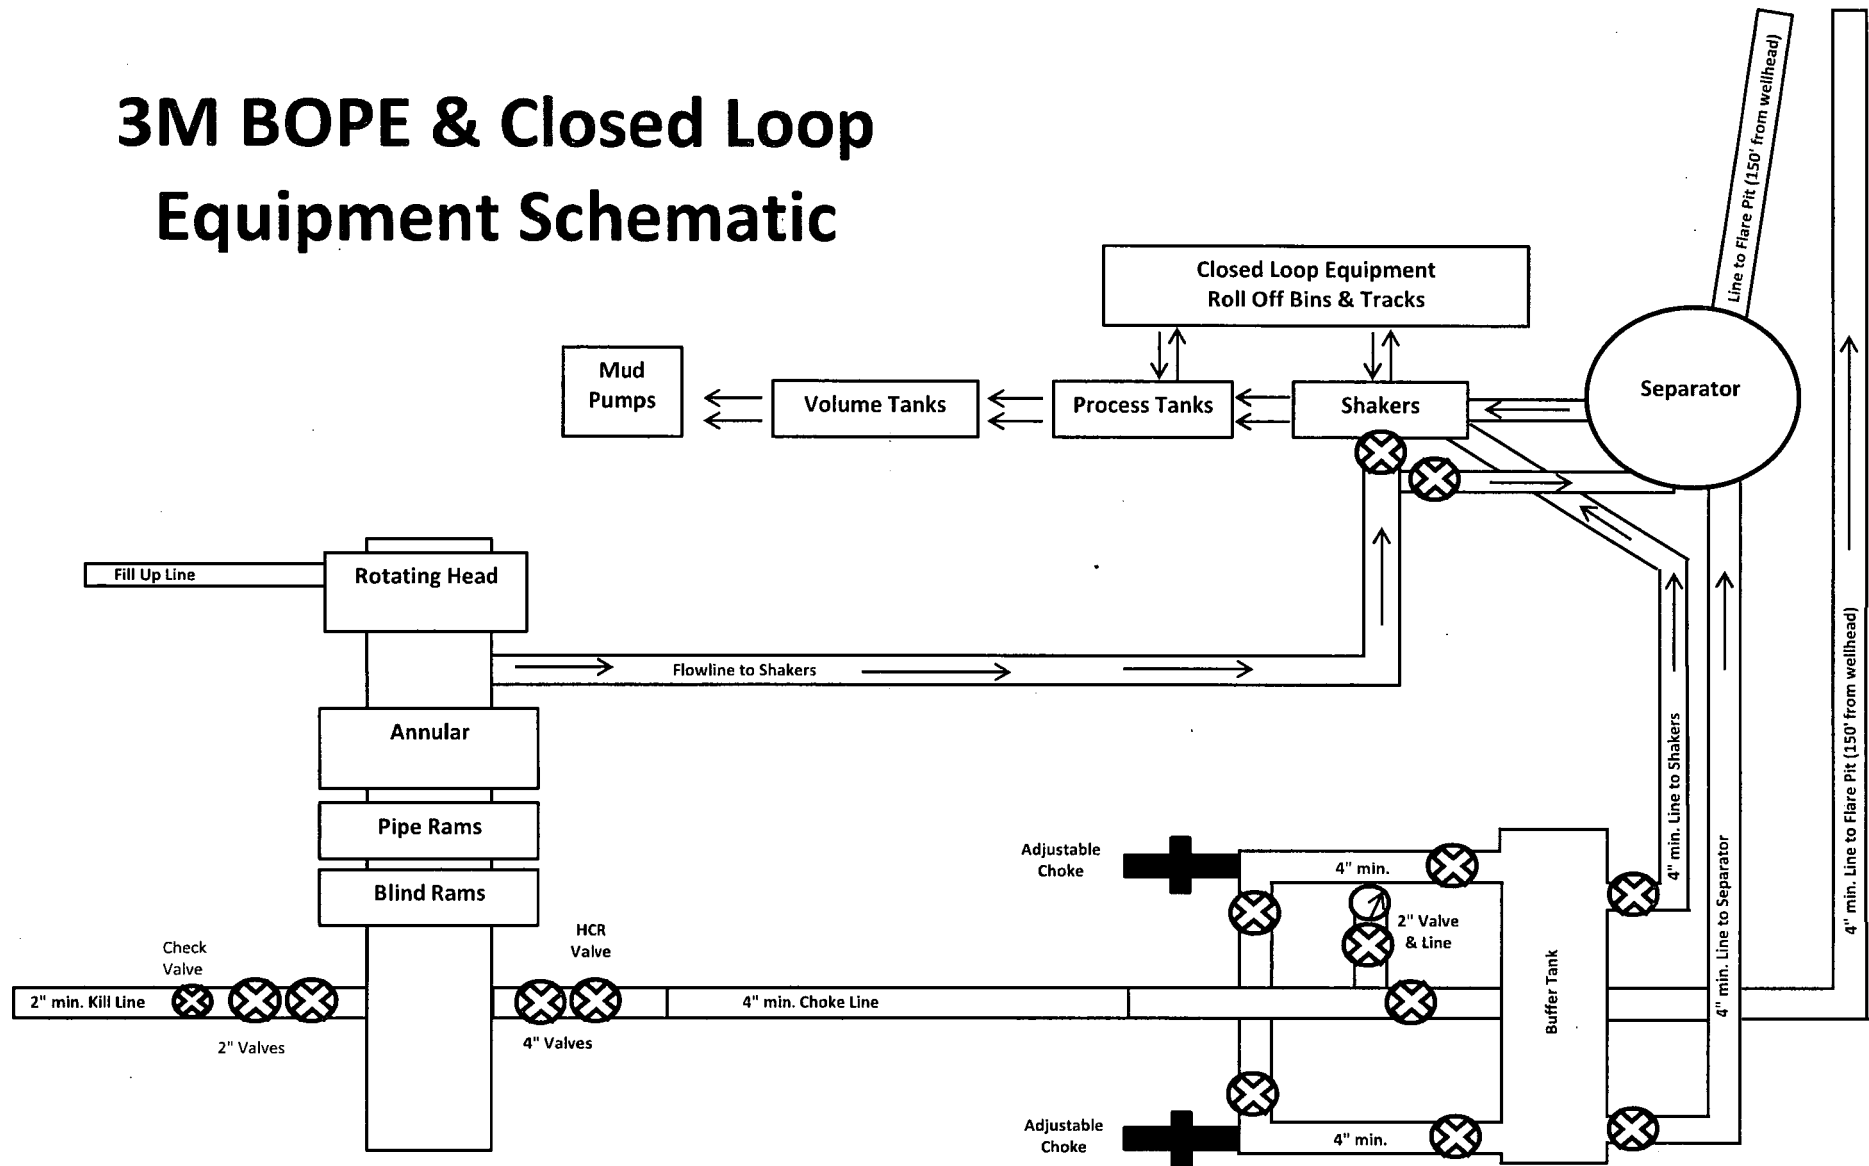 3M BOPE & Closed Loop
Equipment Schematic
Line to Flare Pit (150' from wellhead)
Closed Loop Equipment
Roll Off Bins & Tracks
Mud
Pumps
Volume Tanks
Process Tanks
Shakers
Separator
Fill Up Line
Rotating Head
Flowline to Shakers
Annular
Pipe Rams
Blind Rams
Check
Valve
HCR
Valve
2" min. Kill Line
4" min. Choke Line
2" Valves
4" Valves
Adjustable
Choke
4" min.
2" Valve
& Line
Adjustable
Choke
4" min.
Buffer Tank
4" min. Line to Shakers
4" min. Line to Separator
4" min. Line to Flare Pit (150' from wellhead)